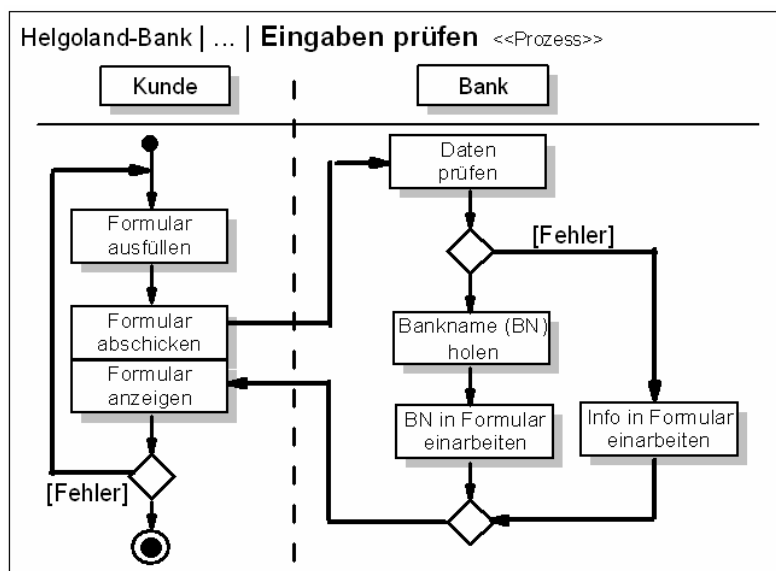 Helgoland-Bank | ... | Eingaben prüfen <<Prozess>>
Kunde
Bank
Formular
ausfüllen
Formular
abschicken
Formular
anzeigen
[Fehler]
Daten
prüfen
[Fehler]
Bankname (BN)
holen
BN in Formular
einarbeiten
Info in Formular
einarbeiten